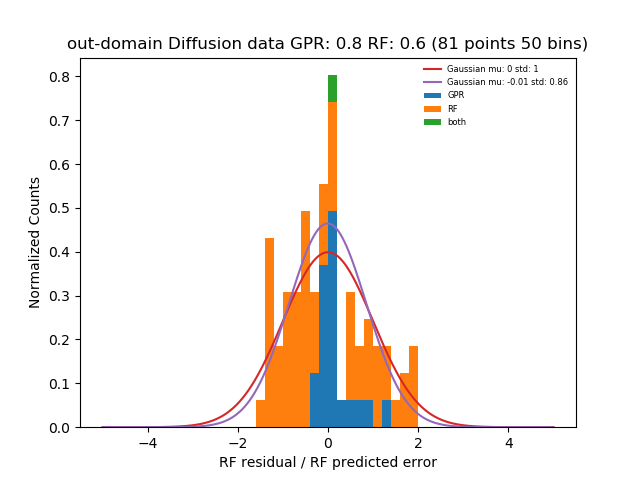 out-domain Diffusion data GPR: 0.8 RF: 0.6 (81 points 50 bins)
Gaussian mu: 0 std: 1
Gaussian mu: -0.01 std: 0.86
GPR
RF
both
Normalized Counts
0.8
0.7
0.6
0.5
0.4
0.3
0.2
0.1
0.0
−4
−2
0
2
4
RF residual / RF predicted error